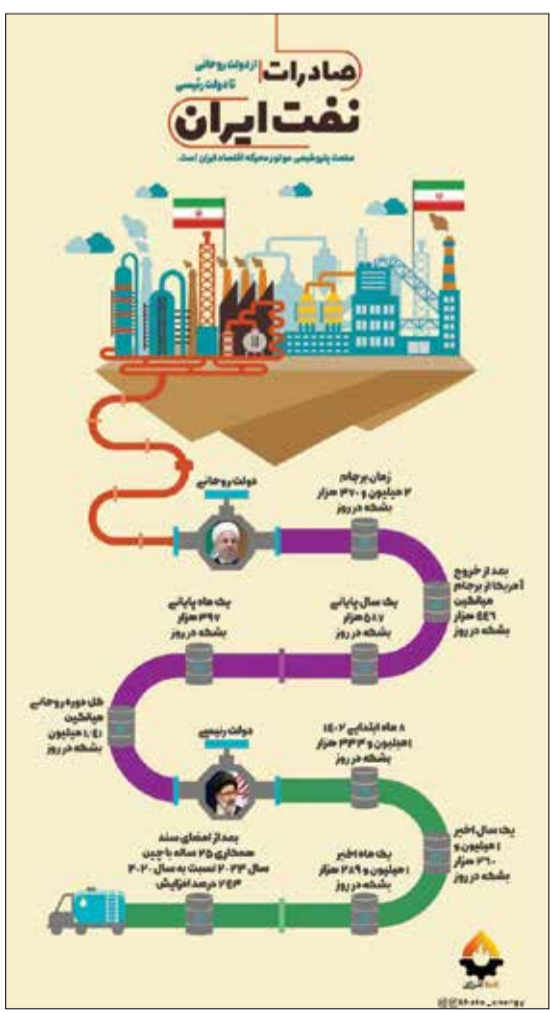 صادرات
از دولت روحانی
تا دولت رئیسی
نفت ایران
صنعت پتروشیمی موتور محرکه اقتصاد ایران است.
دولت روحانی
زمان برجام
۲ میلیون و ۳۷۰ هزار
بشکه در روز
بعد از خروج
آمریکا از برجام
میانگین
۴۴۶ هزار
بشکه در روز
یک سال پایانی
۵۸۷ هزار
بشکه در روز
یک ماه پایانی
۳۹۷ هزار
بشکه در روز
کل دوره روحانی
میانگین
۱/۴۱ میلیون
بشکه در روز
دولت رئیسی
۸ ماه ابتدایی ۱۴۰۲
۱ میلیون و ۳۳۳ هزار
بشکه در روز
یک سال اخیر
۱ میلیون و
۲۶۰ هزار
بشکه در روز
یک ماه اخیر
۱ میلیون و ۲۸۹ هزار
بشکه در روز
بعد از امضای سند
همکاری ۲۵ ساله با چین
سال ۲۰۲۳ نسبت به سال ۲۰۲۰
۲۴۳ درصد افزایش